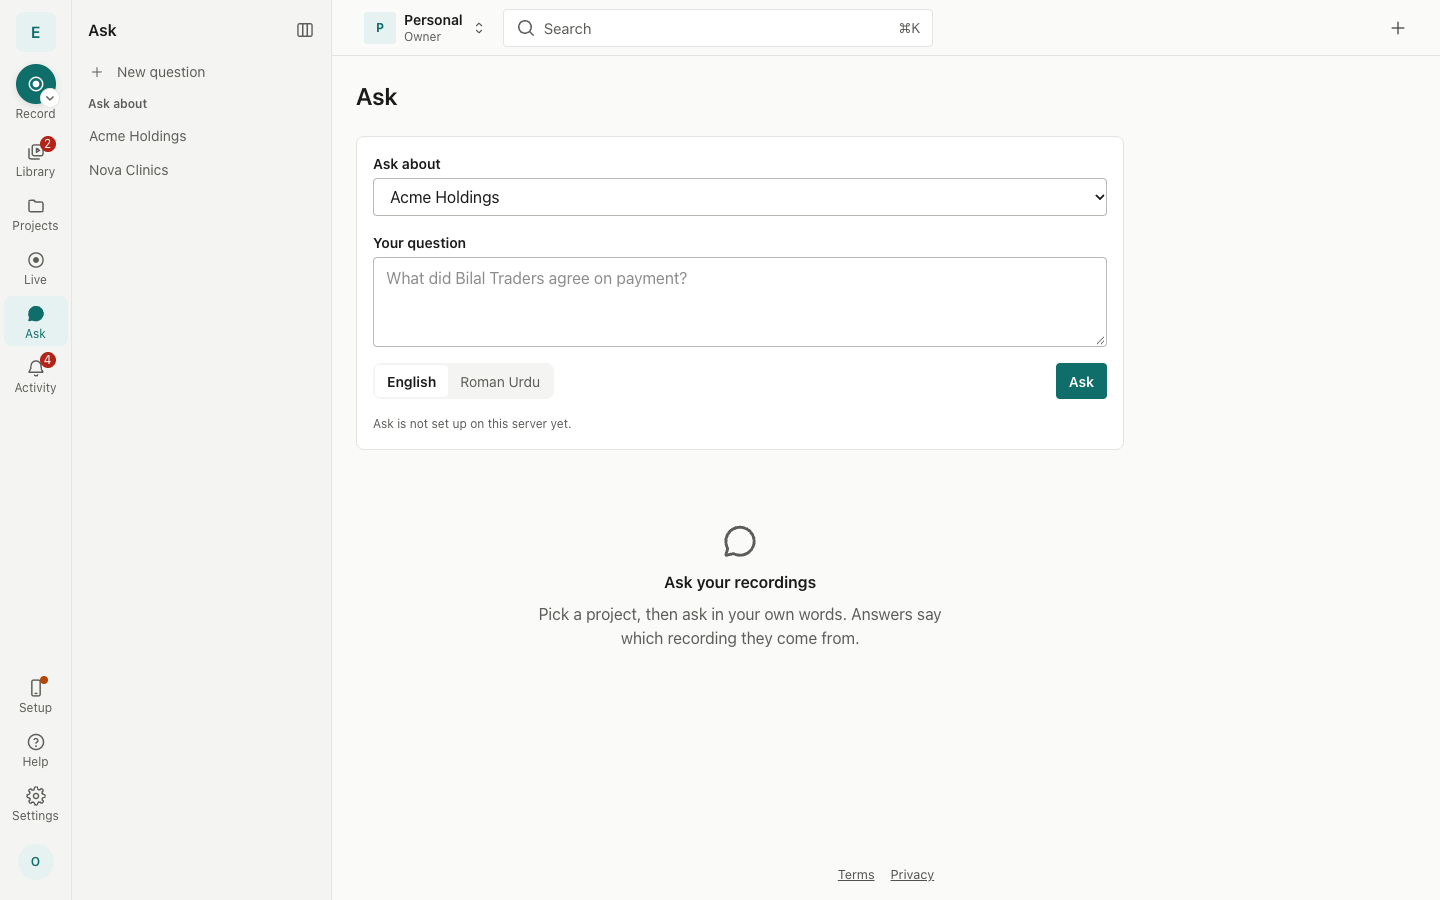 E
Record
2
Library
Projects
Live
Ask
4
Activity
Setup
Help
Settings
O
Ask
New question
Ask about
Acme Holdings
Nova Clinics
P
Personal
Owner
Search
⌘K
Ask
Ask about
Acme Holdings
Your question
What did Bilal Traders agree on payment?
English
Roman Urdu
Ask
Ask is not set up on this server yet.
Ask your recordings
Pick a project, then ask in your own words. Answers say
which recording they come from.
Terms
Privacy